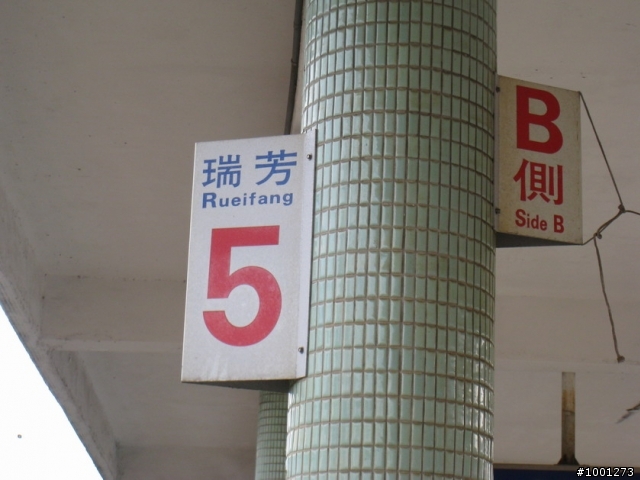 瑞芳
Rueifang
5
B
側
Side B
#1001273